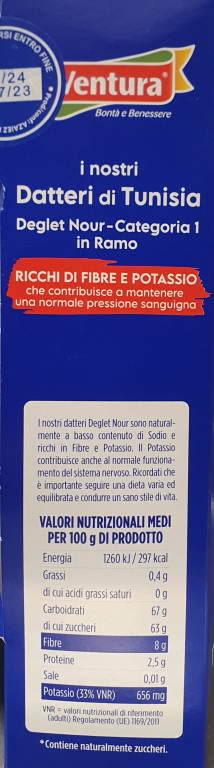 RSI ENTRO FINE
/24
7/23
Ventura®
Bontà e Benessere
i nostri
Datteri di Tunisia
Deglet Nour-Categoria 1
in Ramo
RICCHI DI FIBRE E POTASSIO
che contribuisce a mantenere
una normale pressione sanguigna
I nostri datteri Deglet Nour sono natural-
mente a basso contenuto di Sodio e
ricchi in Fibre e Potassio. Il Potassio
contribuisce anche al normale funziona-
mento del sistema nervoso. Ricordati che
è importante seguire una dieta varia ed
equilibrata e condurre un sano stile di vita.
VALORI NUTRIZIONALI MEDI
PER 100 g DI PRODOTTO
Energia 1260 kJ / 297 kcal
Grassi 0,4 g
di cui acidi grassi saturi 0 g
Carboidrati 67 g
di cui zuccheri 63 g
Fibre 8 g
Proteine 2,5 g
Sale 0,01 g
Potassio (33% VNR) 656 mg
VNR = valori nutrizionali di riferimento
(adulti) Regolamento (UE) 1169/2011
*Contiene naturalmente zuccheri.